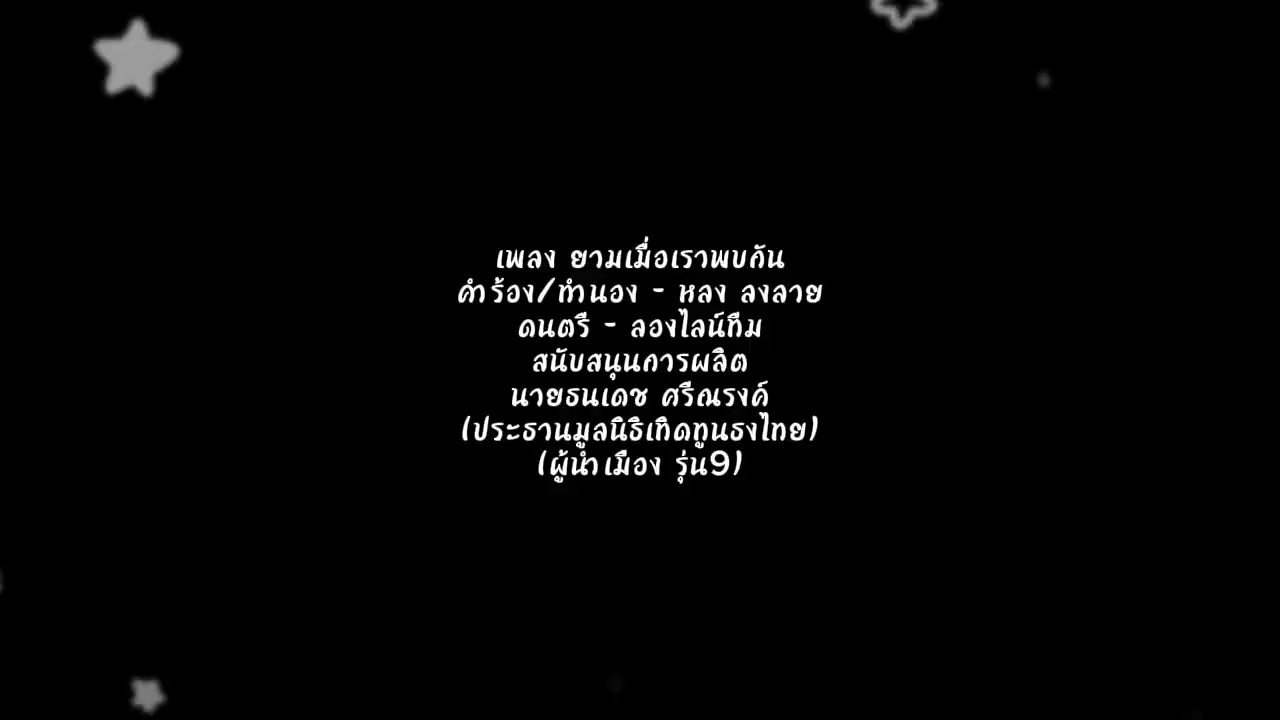 เพลง ยามเมื่อเราพบกัน
คำร้อง/ทำนอง - หลง ลงลาย
ดนตรี - ลองไลน์ทีม
สนับสนุนการผลิต
นายธนเดช ศรีณรงค์
(ประธานมูลนิธิเทิดทูนธงไทย)
(ผู้นำเมือง รุ่น9)